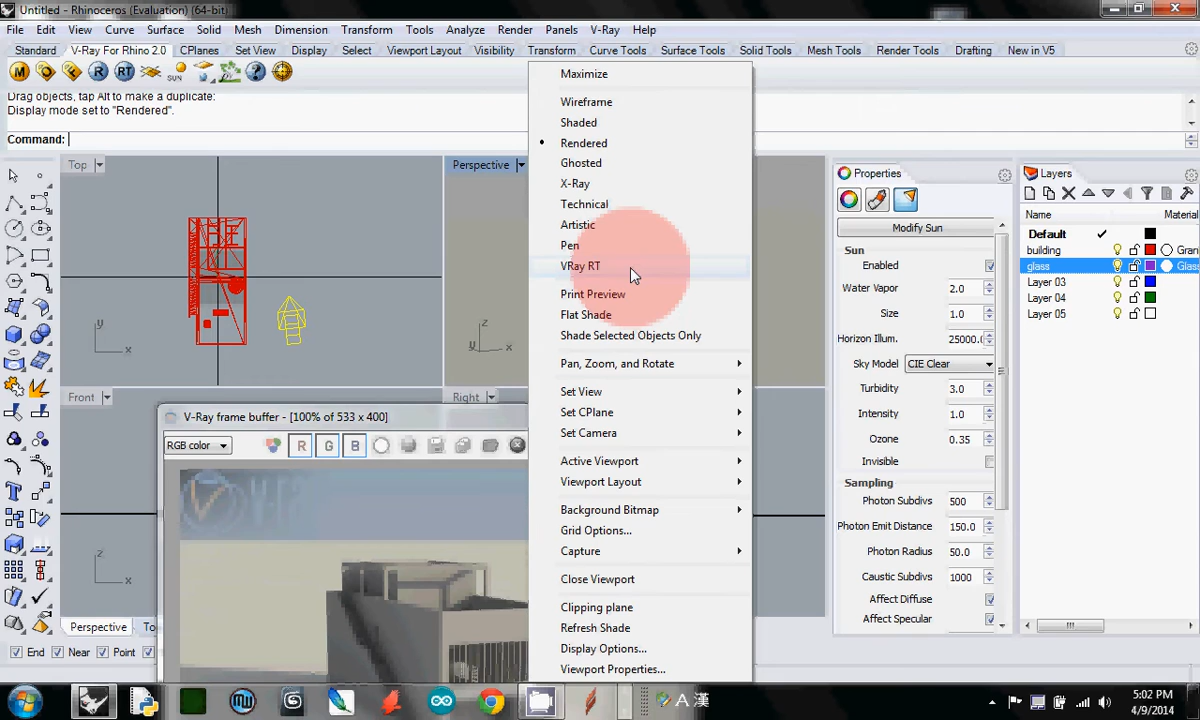 Untitled - Rhinoceros (Evaluation) (64-bit)
File Edit View Curve Surface Solid Mesh Dimension Transform Tools Analyze Render Panels V-Ray Help
Standard V-Ray For Rhino 2.0 CPlanes Set View Display Select Viewport Layout Visibility Transform Curve Tools Surface Tools Solid Tools Mesh Tools Render Tools Drafting New in V5
M R RT SUN
Drag objects, tap Alt to make a duplicate:
Display mode set to "Rendered".
Command:
Top
Perspective
Front
Right
y x
z y x
z x
Maximize
Wireframe
Shaded
Rendered
Ghosted
X-Ray
Technical
Artistic
Pen
VRay RT
Print Preview
Flat Shade
Shade Selected Objects Only
Pan, Zoom, and Rotate
Set View
Set CPlane
Set Camera
Active Viewport
Viewport Layout
Background Bitmap
Grid Options...
Capture
Close Viewport
Clipping plane
Refresh Shade
Display Options...
Viewport Properties...
V-Ray frame buffer - [100% of 533 x 400]
RGB color R G B
Properties
Modify Sun
Sun
Enabled
Water Vapor 2.0
Size 1.0
Horizon Illum. 25000.
Sky Model CIE Clear
Turbidity 3.0
Intensity 1.0
Ozone 0.35
Invisible
Sampling
Photon Subdivs 500
Photon Emit Distance 150.0
Photon Radius 50.0
Caustic Subdivs 1000
Affect Diffuse
Affect Specular
Layers
Name Material
Default
building Gran
glass Glass
Layer 03
Layer 04
Layer 05
Perspective To
End Near Point
A 漢
5:02 PM
4/9/2014